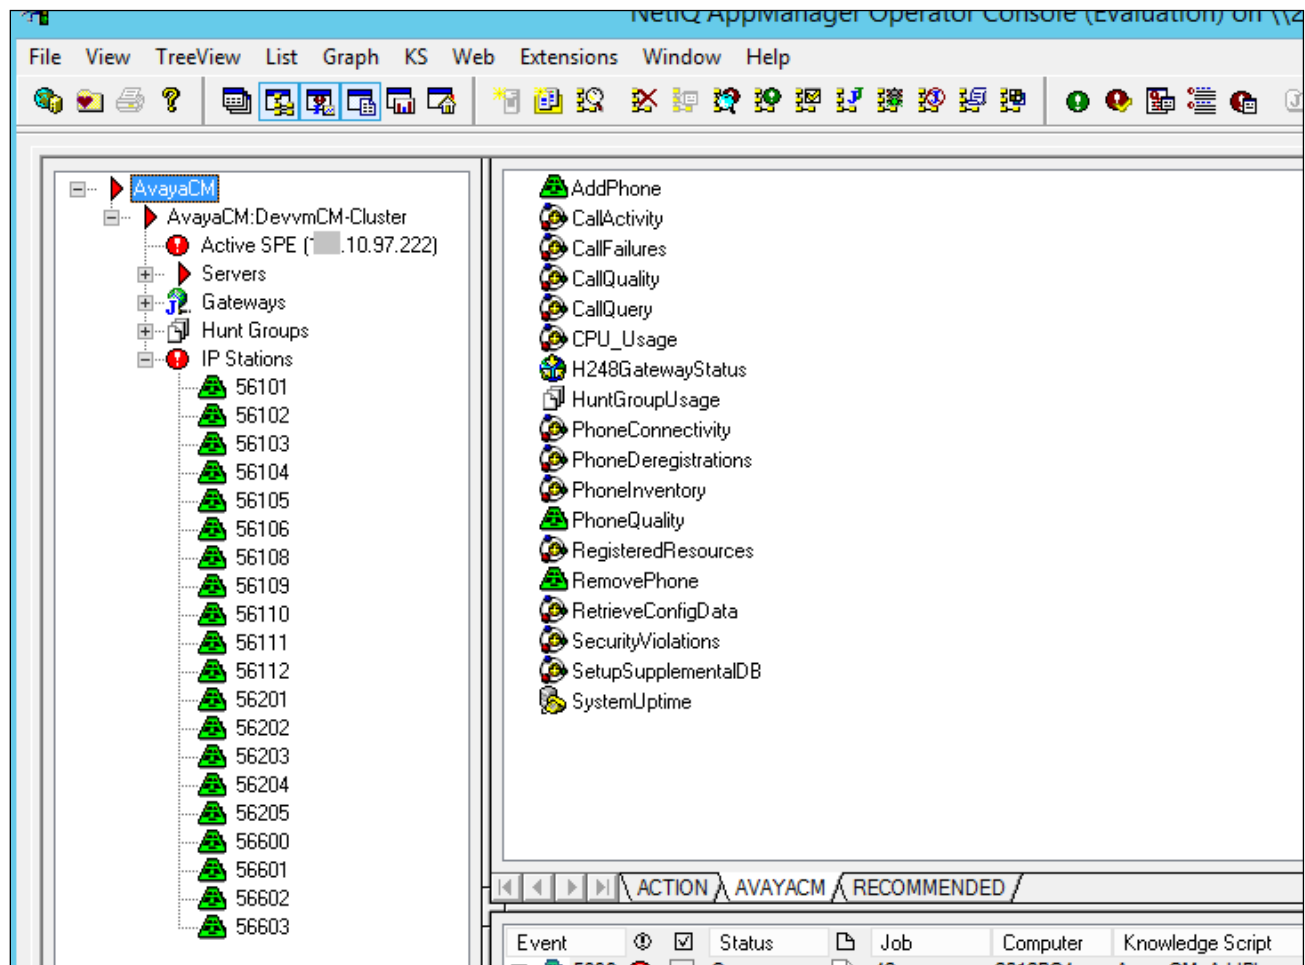 NetIQ AppManager Operator Console (Evaluation) on \\2
File View TreeView List Graph KS Web Extensions Window Help
AvayaCM
AvayaCM:DevvmCM-Cluster
Active SPE ( .10.97.222)
Servers
Gateways
Hunt Groups
IP Stations
56101
56102
56103
56104
56105
56106
56108
56109
56110
56111
56112
56201
56202
56203
56204
56205
56600
56601
56602
56603
AddPhone
CallActivity
CallFailures
CallQuality
CallQuery
CPU_Usage
H248GatewayStatus
HuntGroupUsage
PhoneConnectivity
PhoneDeregistrations
PhoneInventory
PhoneQuality
RegisteredResources
RemovePhone
RetrieveConfigData
SecurityViolations
SetupSupplementalDB
SystemUptime
ACTION AVAYACM RECOMMENDED
Event Status Job Computer Knowledge Script